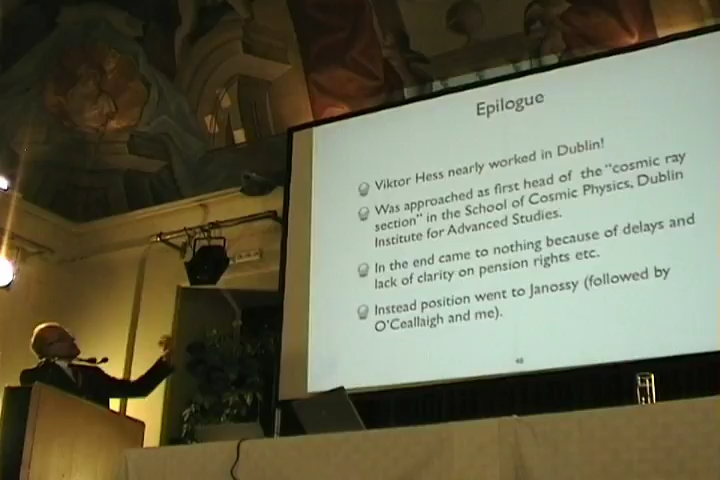 Epilogue
Viktor Hess nearly worked in Dublin!
Was approached as first head of the "cosmic ray
section" in the School of Cosmic Physics, Dublin
Institute for Advanced Studies.
In the end came to nothing because of delays and
lack of clarity on pension rights etc.
Instead position went to Janossy (followed by
O'Ceallaigh and me).